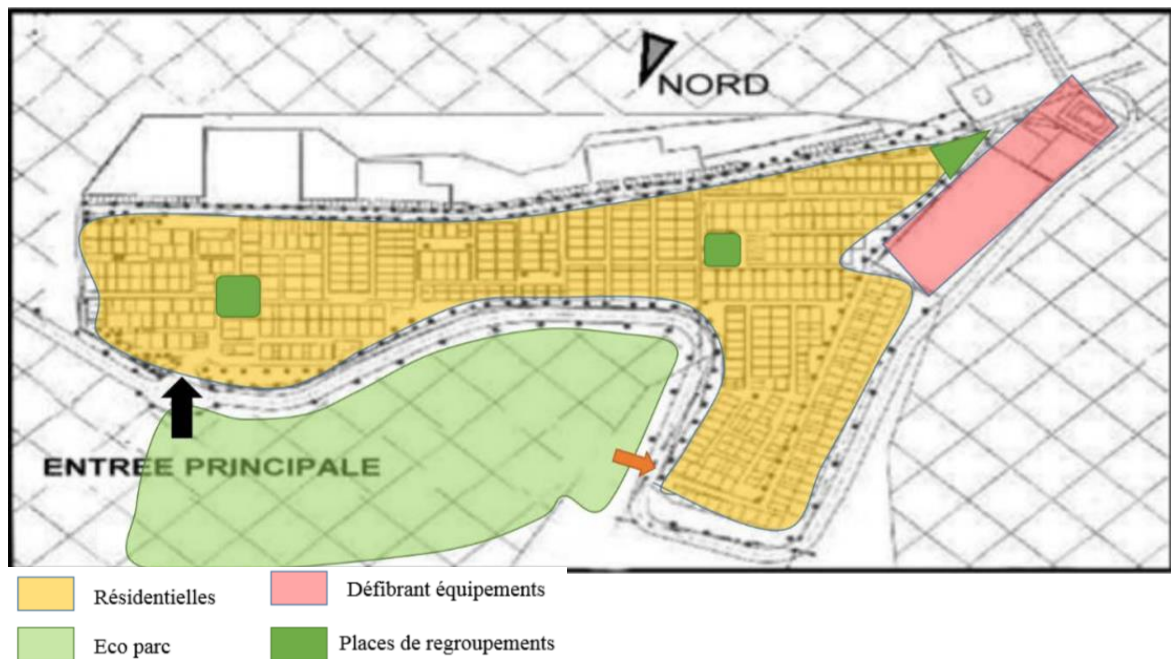 NORD
ENTREE PRINCIPALE
Résidentielles
Défibrant équipements
Eco parc
Places de regroupements